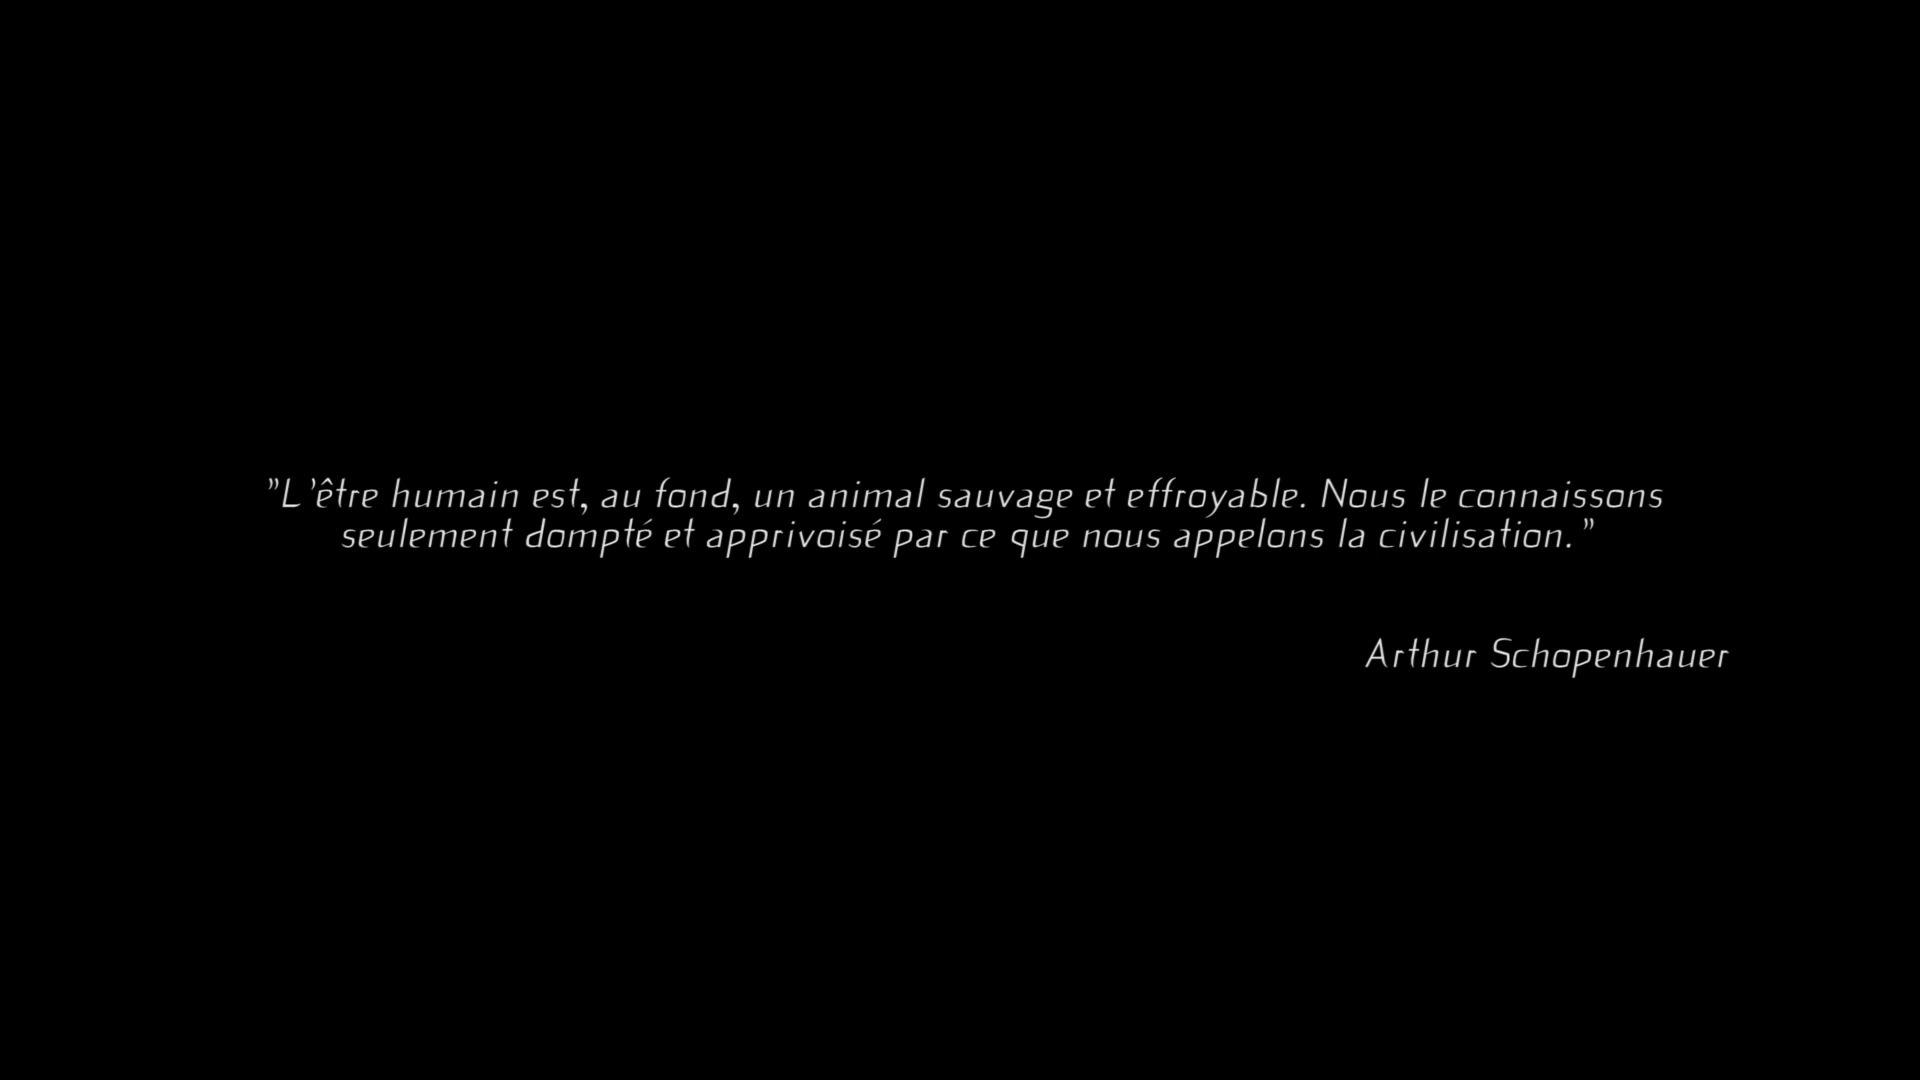 "L'être humain est, au fond, un animal sauvage et effroyable. Nous le connaissons
seulement dompté et apprivoisé par ce que nous appelons la civilisation."
Arthur Schopenhauer